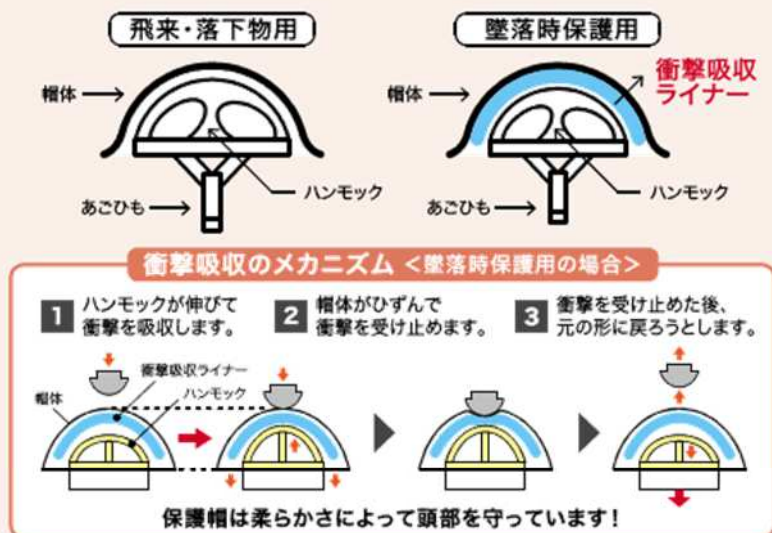 飛来・落下物用
墜落時保護用
帽体
ハンモック
あごひも
帽体
衝撃吸収
ライナー
ハンモック
あごひも
衝撃吸収のメカニズム <墜落時保護用の場合>
1 ハンモックが伸びて
衝撃を吸収します。
2 帽体がひずんで
衝撃を受け止めます。
3 衝撃を受け止めた後、
元の形に戻ろうとします。
衝撃吸収ライナー
ハンモック
帽体
保護帽は柔らかさによって頭部を守っています!